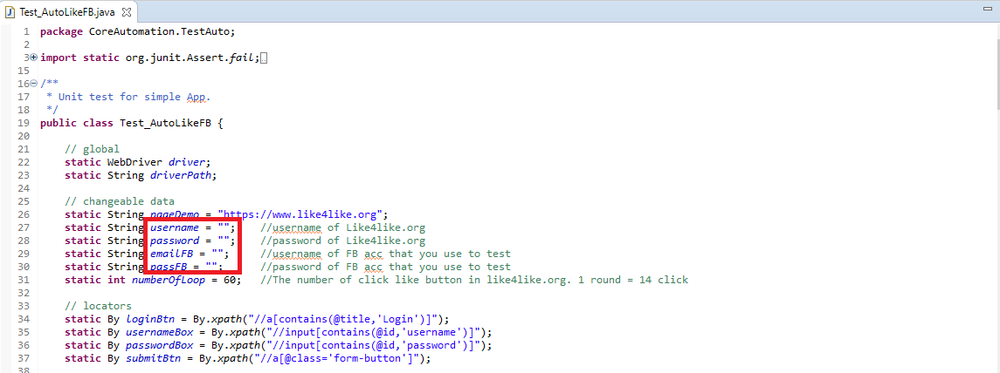 Test_AutoLikeFB.java
1 package CoreAutomation.TestAuto;
2
3 import static org.junit.Assert.fail;
15
16 /**
17 * Unit test for simple App.
18 */
19 public class Test_AutoLikeFB {
20
21 // global
22 static WebDriver driver;
23 static String driverPath;
24
25 // changeable data
26 static String pageDemo = "https://www.like4like.org";
27 static String username = ""; //username of Like4like.org
28 static String password = ""; //password of Like4like.org
29 static String emailFB = ""; //username of FB acc that you use to test
30 static String passFB = ""; //password of FB acc that you use to test
31 static int numberOfLoop = 60; //The number of click like button in like4like.org. 1 round = 14 click
32
33 // locators
34 static By loginBtn = By.xpath("//a[contains(@title,'Login')]");
35 static By usernameBox = By.xpath("//input[contains(@id,'username')]");
36 static By passwordBox = By.xpath("//input[contains(@id,'password')]");
37 static By submitBtn = By.xpath("//a[@class='form-button']");
38